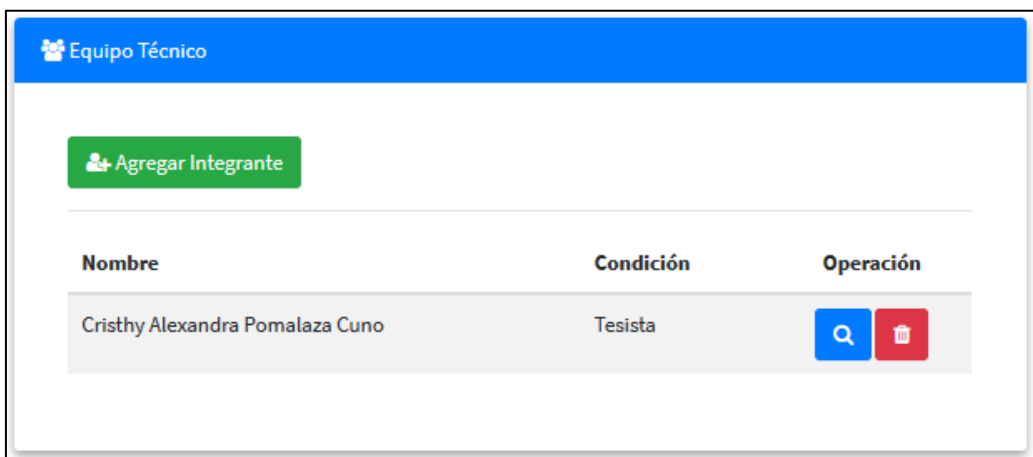 Equipo Técnico
Agregar Integrante
Nombre Condición Operación
Cristhy Alexandra Pomalaza Cuno Tesista